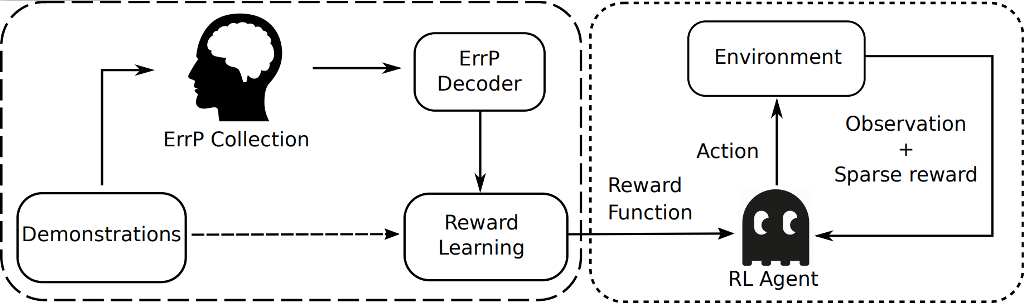 ErrP
Decoder
ErrP Collection
Demonstrations
Reward
Learning
Reward
Function
Environment
Action
Observation
+
Sparse reward
RL Agent